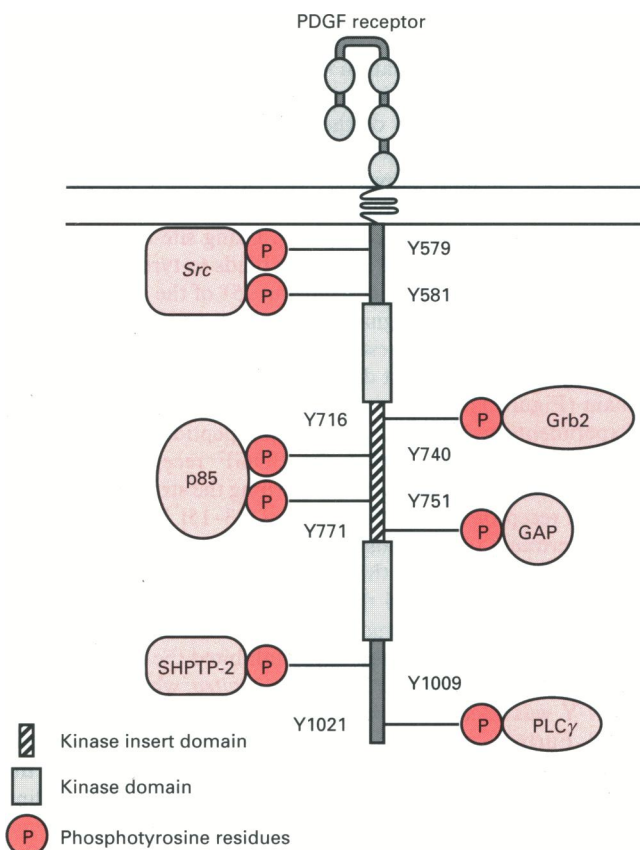 PDGF receptor
Src
P
Y579
P
Y581
Y716
P
Grb2
p85
P
Y740
P
Y751
Y771
P
GAP
SHPTP-2
P
Y1009
Y1021
P
PLCγ
Kinase insert domain
Kinase domain
P
Phosphotyrosine residues